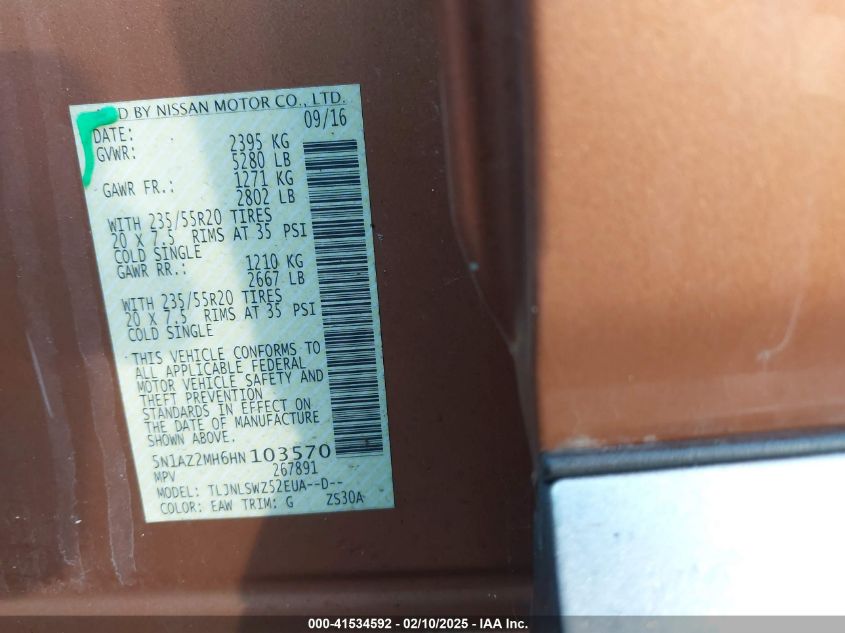 D BY NISSAN MOTOR CO., LTD.
DATE: 09/16
GVWR: 2395 KG
5280 LB
GAWR FR.: 1271 KG
2802 LB
WITH 235/55R20 TIRES
20 X 7.5 RIMS AT 35 PSI
COLD SINGLE
GAWR RR.: 1210 KG
2667 LB
WITH 235/55R20 TIRES
20 X 7.5 RIMS AT 35 PSI
COLD SINGLE
THIS VEHICLE CONFORMS TO
ALL APPLICABLE FEDERAL
MOTOR VEHICLE SAFETY AND
THEFT PREVENTION
STANDARDS IN EFFECT ON
THE DATE OF MANUFACTURE
SHOWN ABOVE.
5N1AZ2MH6HN103570
MPV 267891
MODEL: TLJNLSWZ52EUA--D--
COLOR: EAW TRIM: G ZS30A
000-41534592 - 02/10/2025 - IAA Inc.